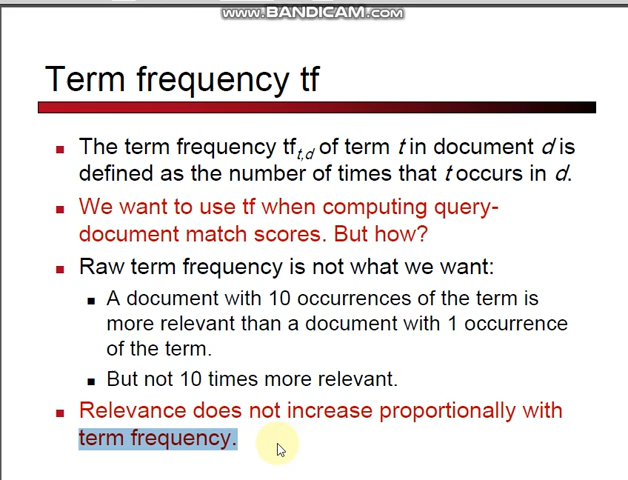 www.BANDICAM.com
Term frequency tf
■ The term frequency tft,d of term t in document d is
defined as the number of times that t occurs in d.
■ We want to use tf when computing query-
document match scores. But how?
■ Raw term frequency is not what we want:
■ A document with 10 occurrences of the term is
more relevant than a document with 1 occurrence
of the term.
■ But not 10 times more relevant.
■ Relevance does not increase proportionally with
term frequency.